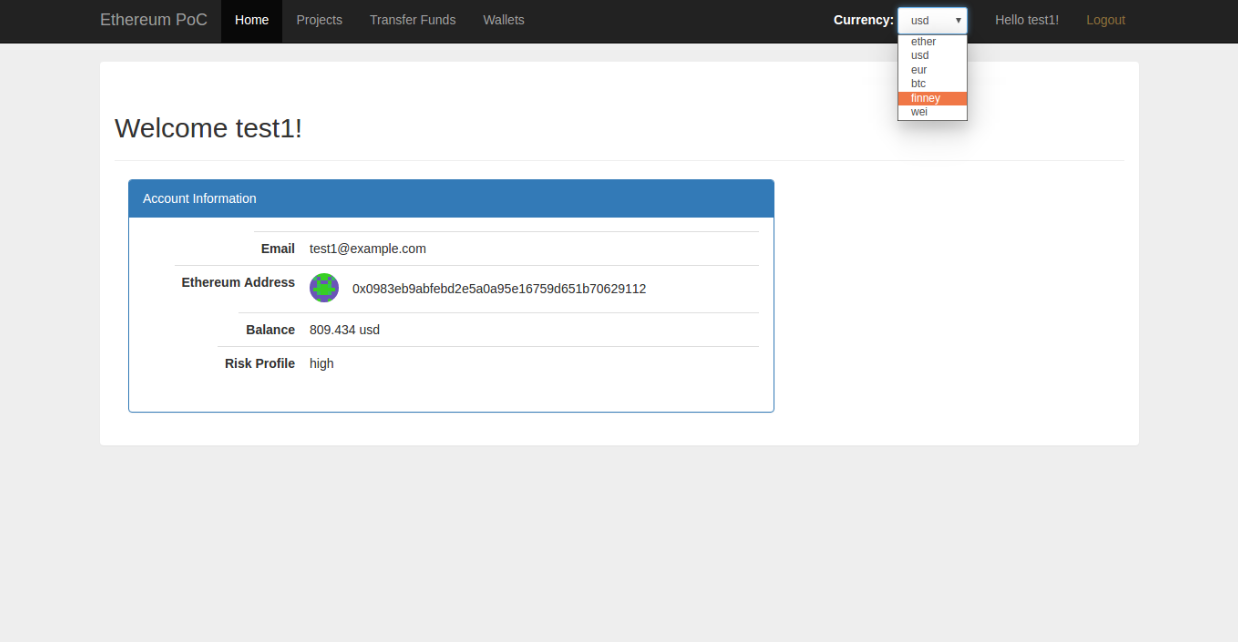 Ethereum PoC Home Projects Transfer Funds Wallets Currency: usd Hello test1! Logout
ether
usd
eur
btc
finney
wei
Welcome test1!
Account Information
Email test1@example.com
Ethereum Address 0x0983eb9abfebd2e5a0a95e16759d651b70629112
Balance 809.434 usd
Risk Profile high